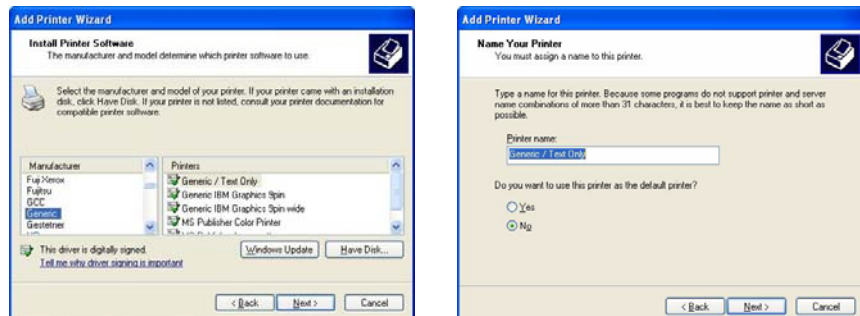 Add Printer Wizard
Install Printer Software
The manufacturer and model determine which printer software to use.
Select the manufacturer and model of your printer. If your printer came with an installation
disk, click Have Disk. If your printer is not listed, consult your printer documentation for
compatible printer software.
Manufacturer
Fuji Xerox
Fujitsu
GCC
Generic
Gestetner
Printers
Generic / Text Only
Generic IBM Graphics 9pin
Generic IBM Graphics 9pin wide
MS Publisher Color Printer
This driver is digitally signed.
Tell me why driver signing is important
Windows Update
Have Disk...
< Back
Next >
Cancel
Add Printer Wizard
Name Your Printer
You must assign a name to this printer.
Type a name for this printer. Because some programs do not support printer and server
name combinations of more than 31 characters, it is best to keep the name as short as
possible.
Printer name:
Generic / Text Only
Do you want to use this printer as the default printer?
Yes
No
< Back
Next >
Cancel